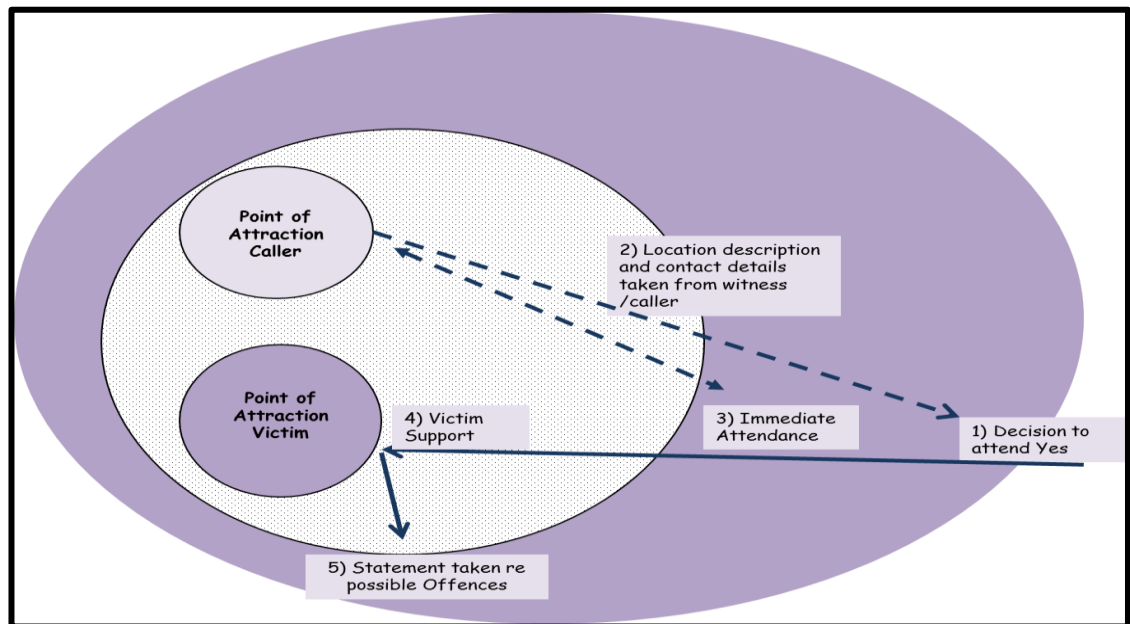 Point of
Attraction
Caller
2) Location description
and contact details
taken from witness
/caller
Point of
Attraction
Victim
4) Victim
Support
3) Immediate
Attendance
1) Decision to
attend Yes
5) Statement taken re
possible Offences